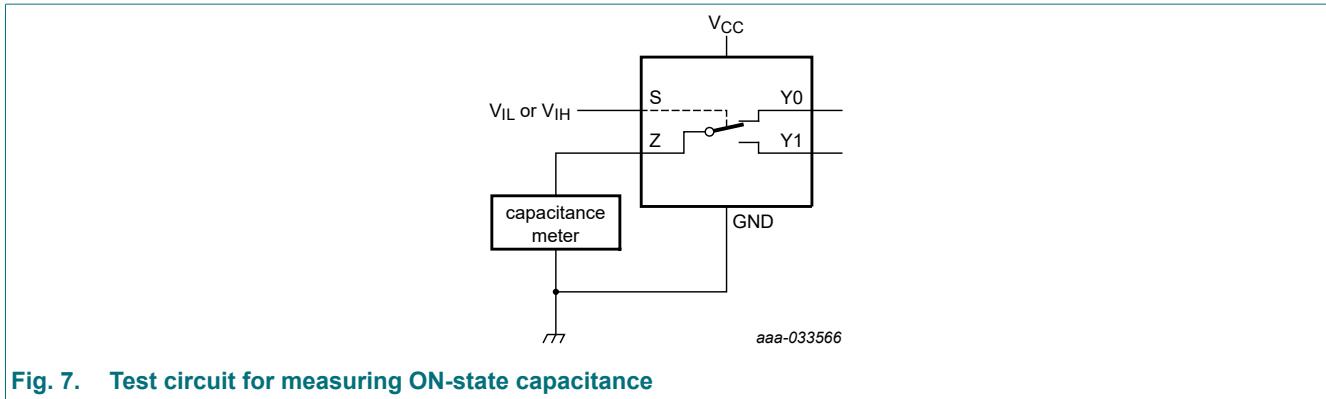 VCC
S
Y0
VIL or VIH
Z
Y1
capacitance
meter
GND
aaa-033566
Fig. 7. Test circuit for measuring ON-state capacitance